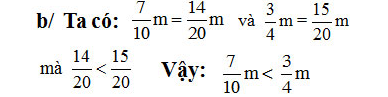 b/ Ta có: 7/10 m = 14/20 m và 3/4 m = 15/20 m
mà 14/20 < 15/20 Vậy: 7/10 m < 3/4 m